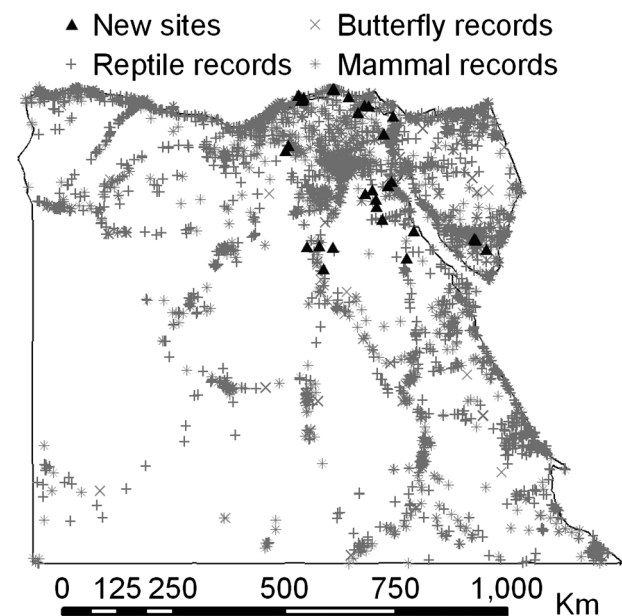 New sites Butterfly records
Reptile records Mammal records
0 125 250 500 750 1,000 Km